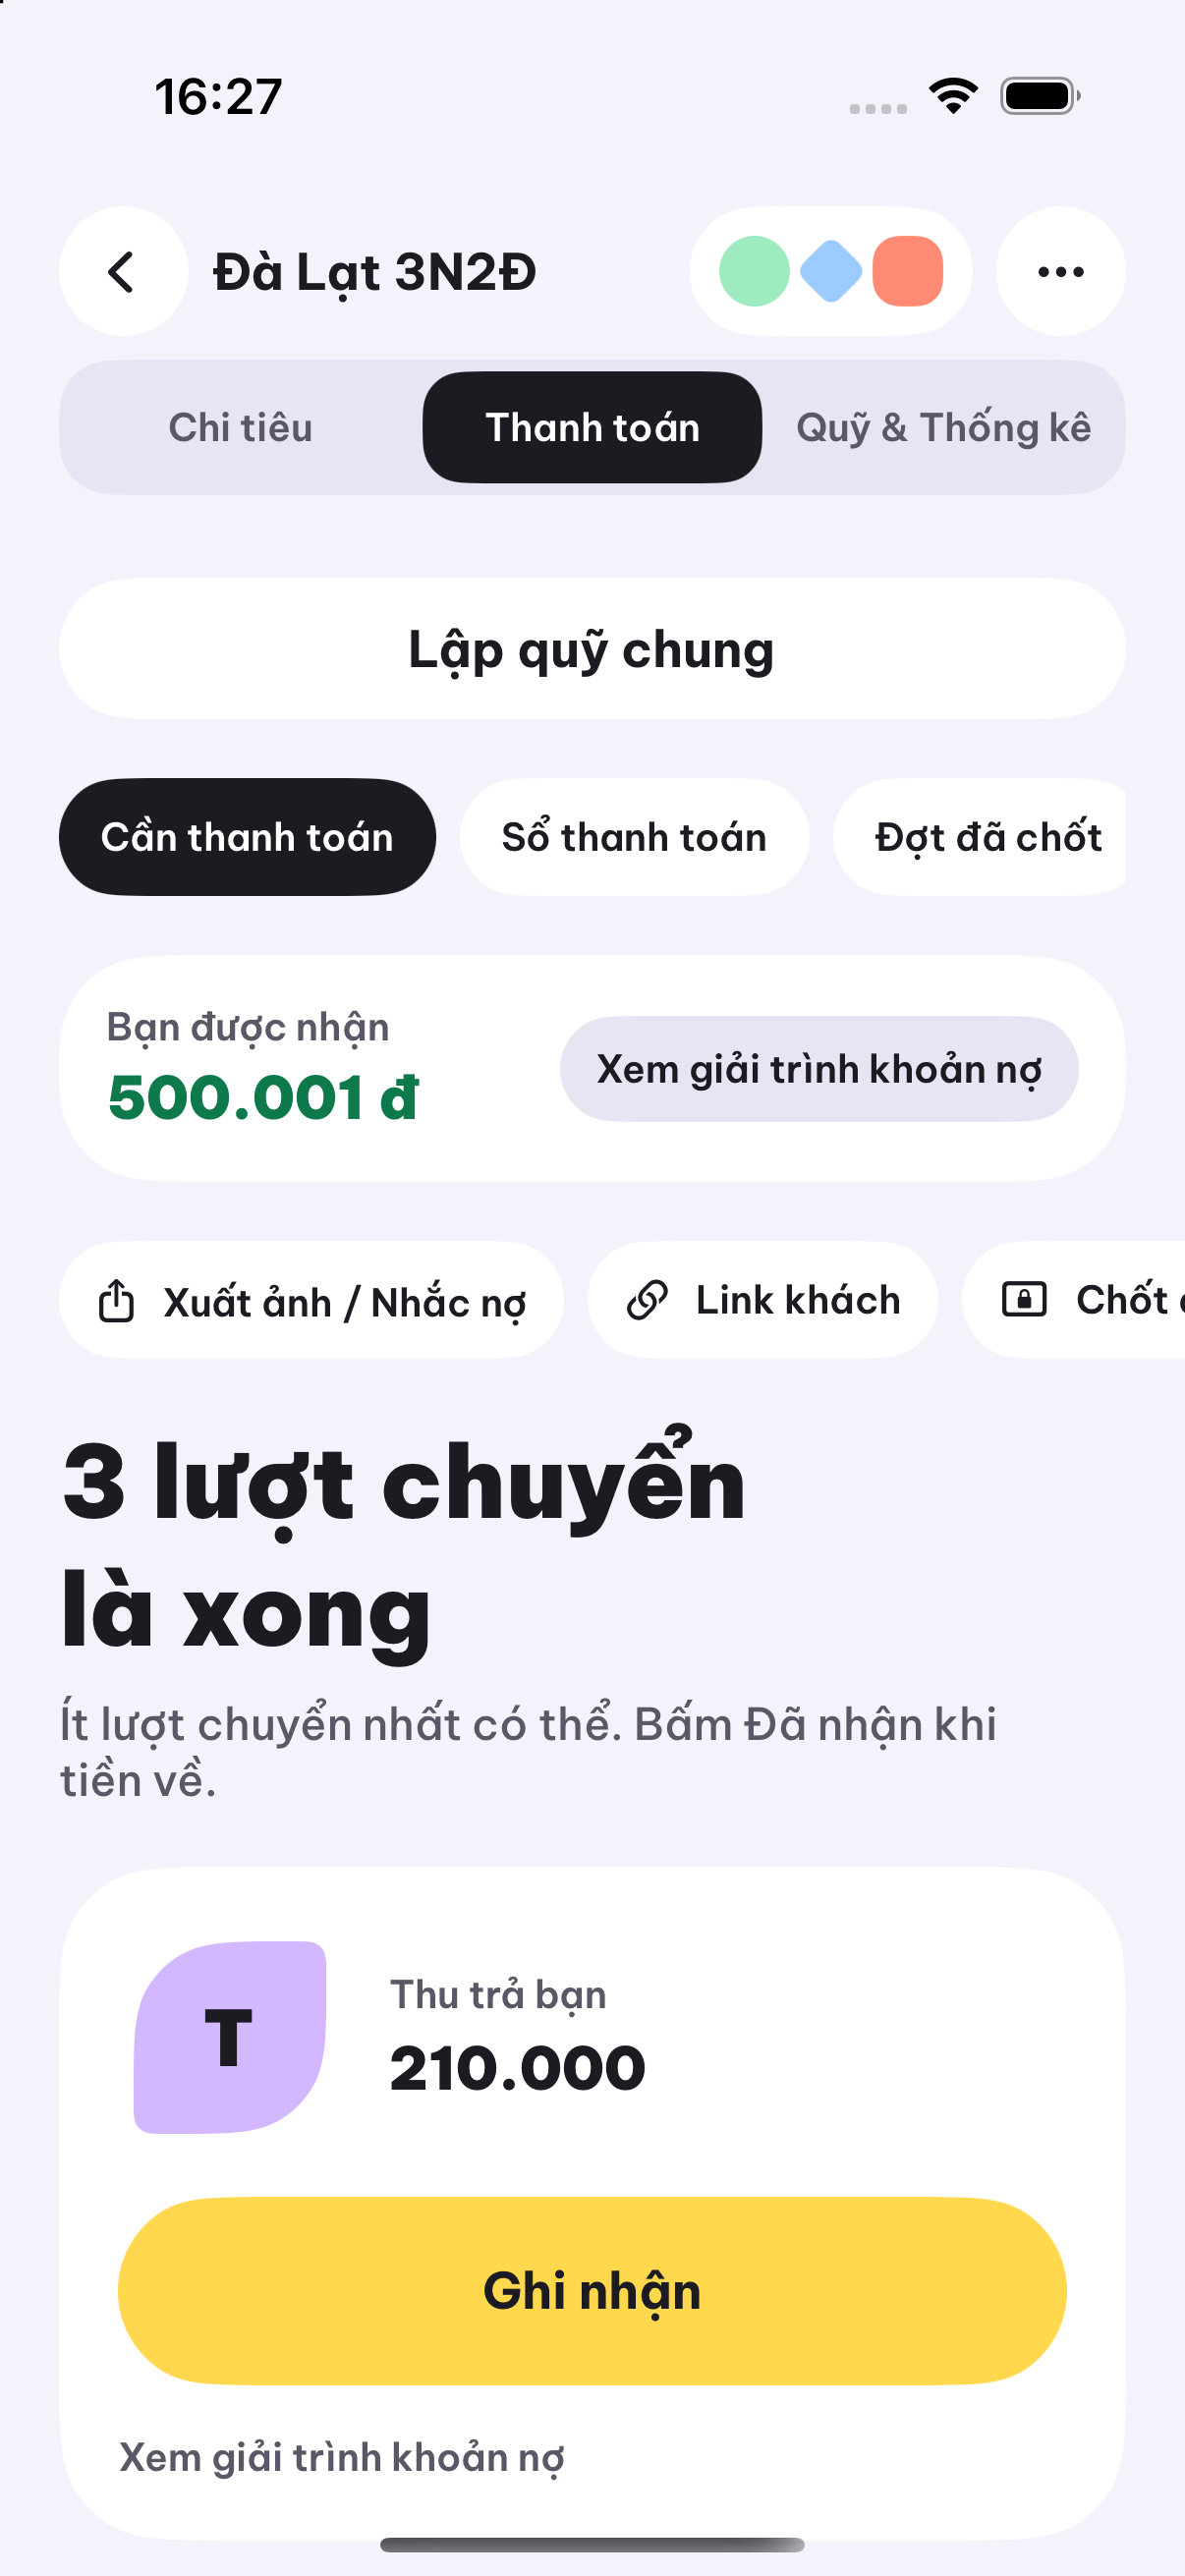 16:27
Đà Lạt 3N2Đ
Chi tiêu
Thanh toán
Quỹ & Thống kê
Lập quỹ chung
Cần thanh toán
Sổ thanh toán
Đợt đã chốt
Bạn được nhận
500.001 đ
Xem giải trình khoản nợ
Xuất ảnh / Nhắc nợ
Link khách
Chốt
3 lượt chuyển
là xong
Ít lượt chuyển nhất có thể. Bấm Đã nhận khi
tiền về.
T
Thu trả bạn
210.000
Ghi nhận
Xem giải trình khoản nợ